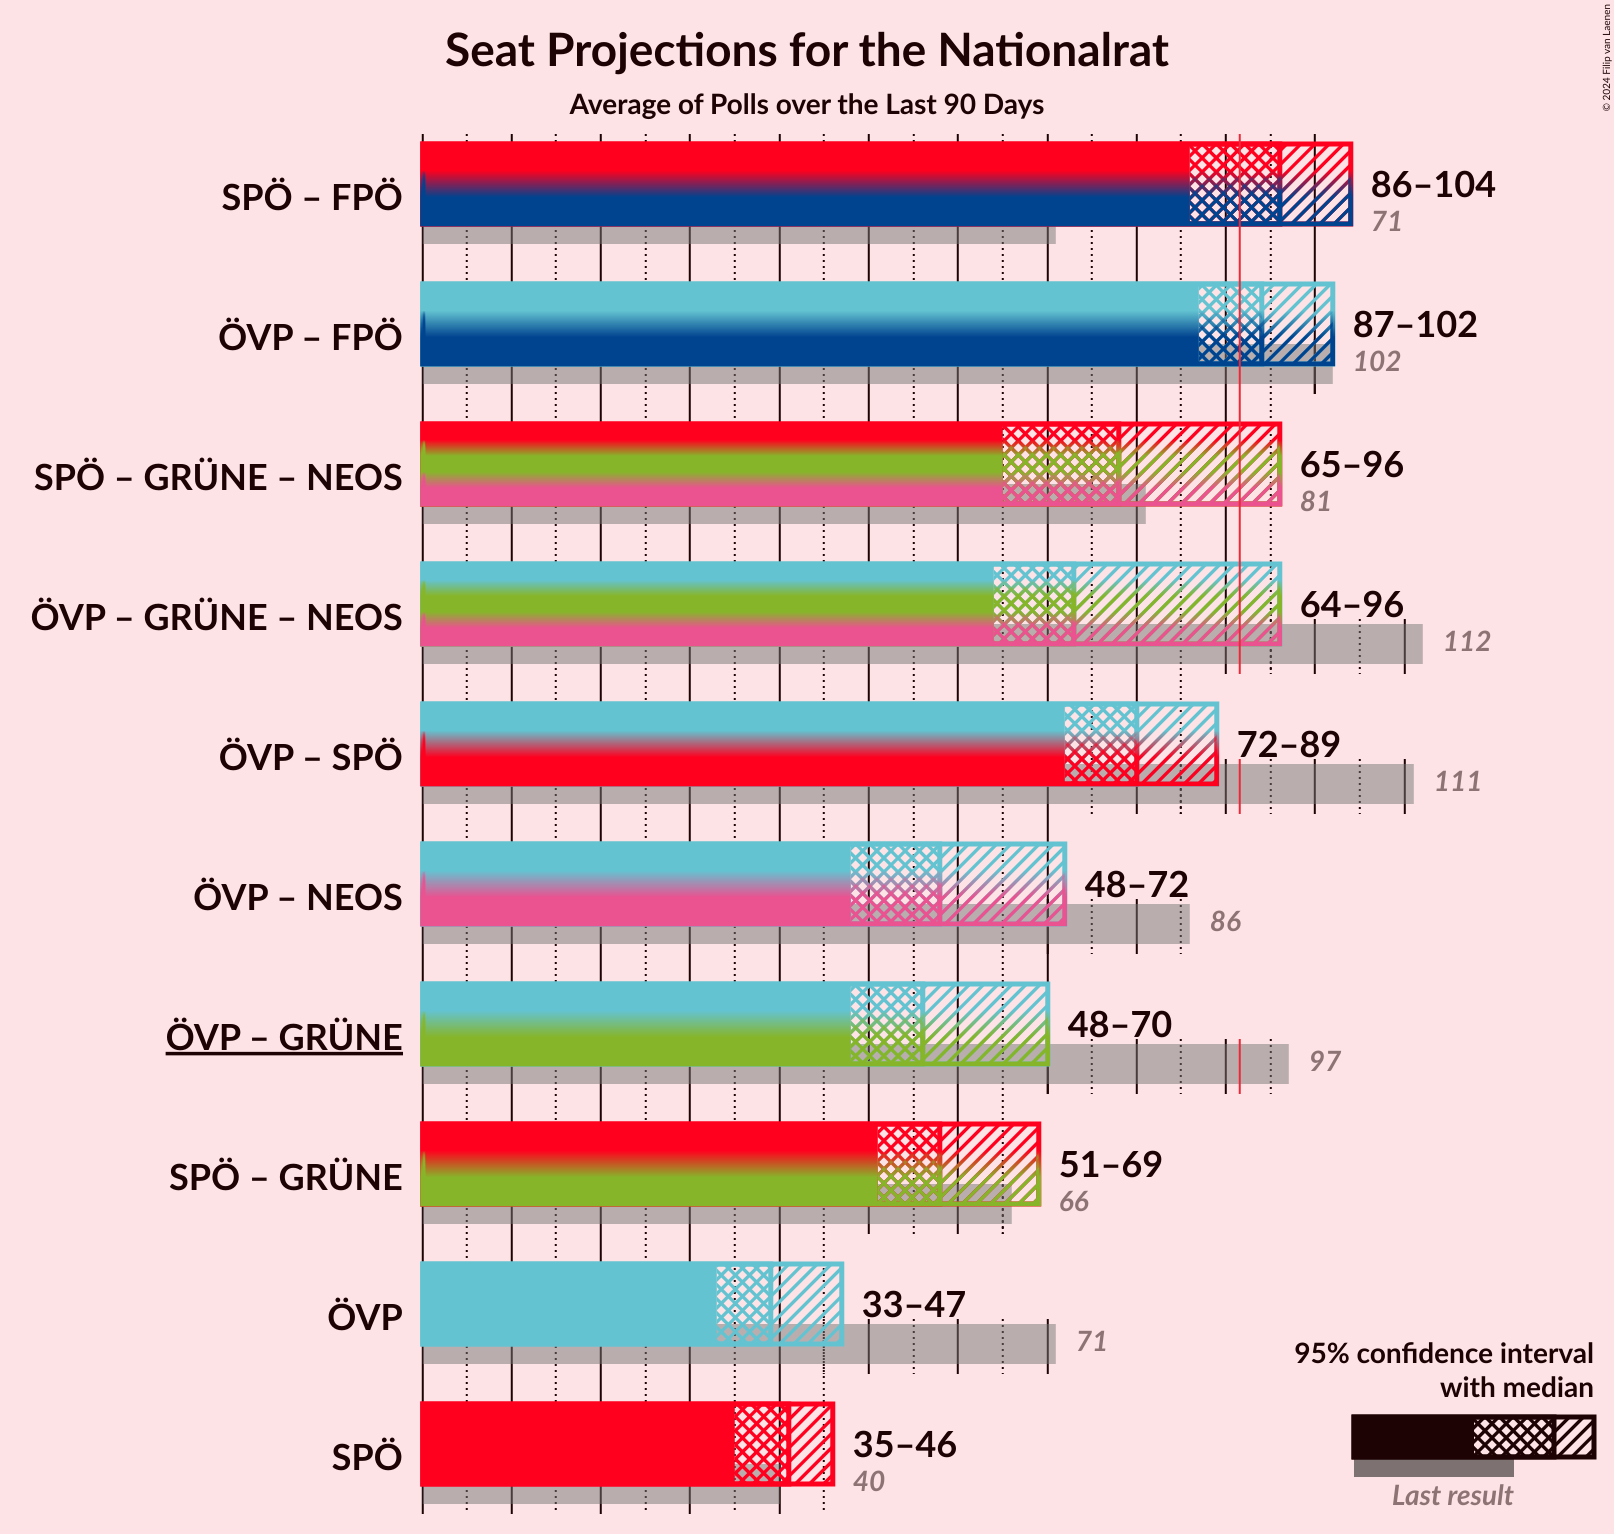 Seat Projections for the Nationalrat
Average of Polls over the Last 90 Days
© 2024 Filip van Laenen
SPÖ – FPÖ
86–104
71
ÖVP – FPÖ
87–102
102
SPÖ – GRÜNE – NEOS
65–96
81
ÖVP – GRÜNE – NEOS
64–96
112
ÖVP – SPÖ
72–89
111
ÖVP – NEOS
48–72
86
ÖVP – GRÜNE
48–70
97
SPÖ – GRÜNE
51–69
66
ÖVP
33–47
71
SPÖ
35–46
40
95% confidence interval
with median
Last result